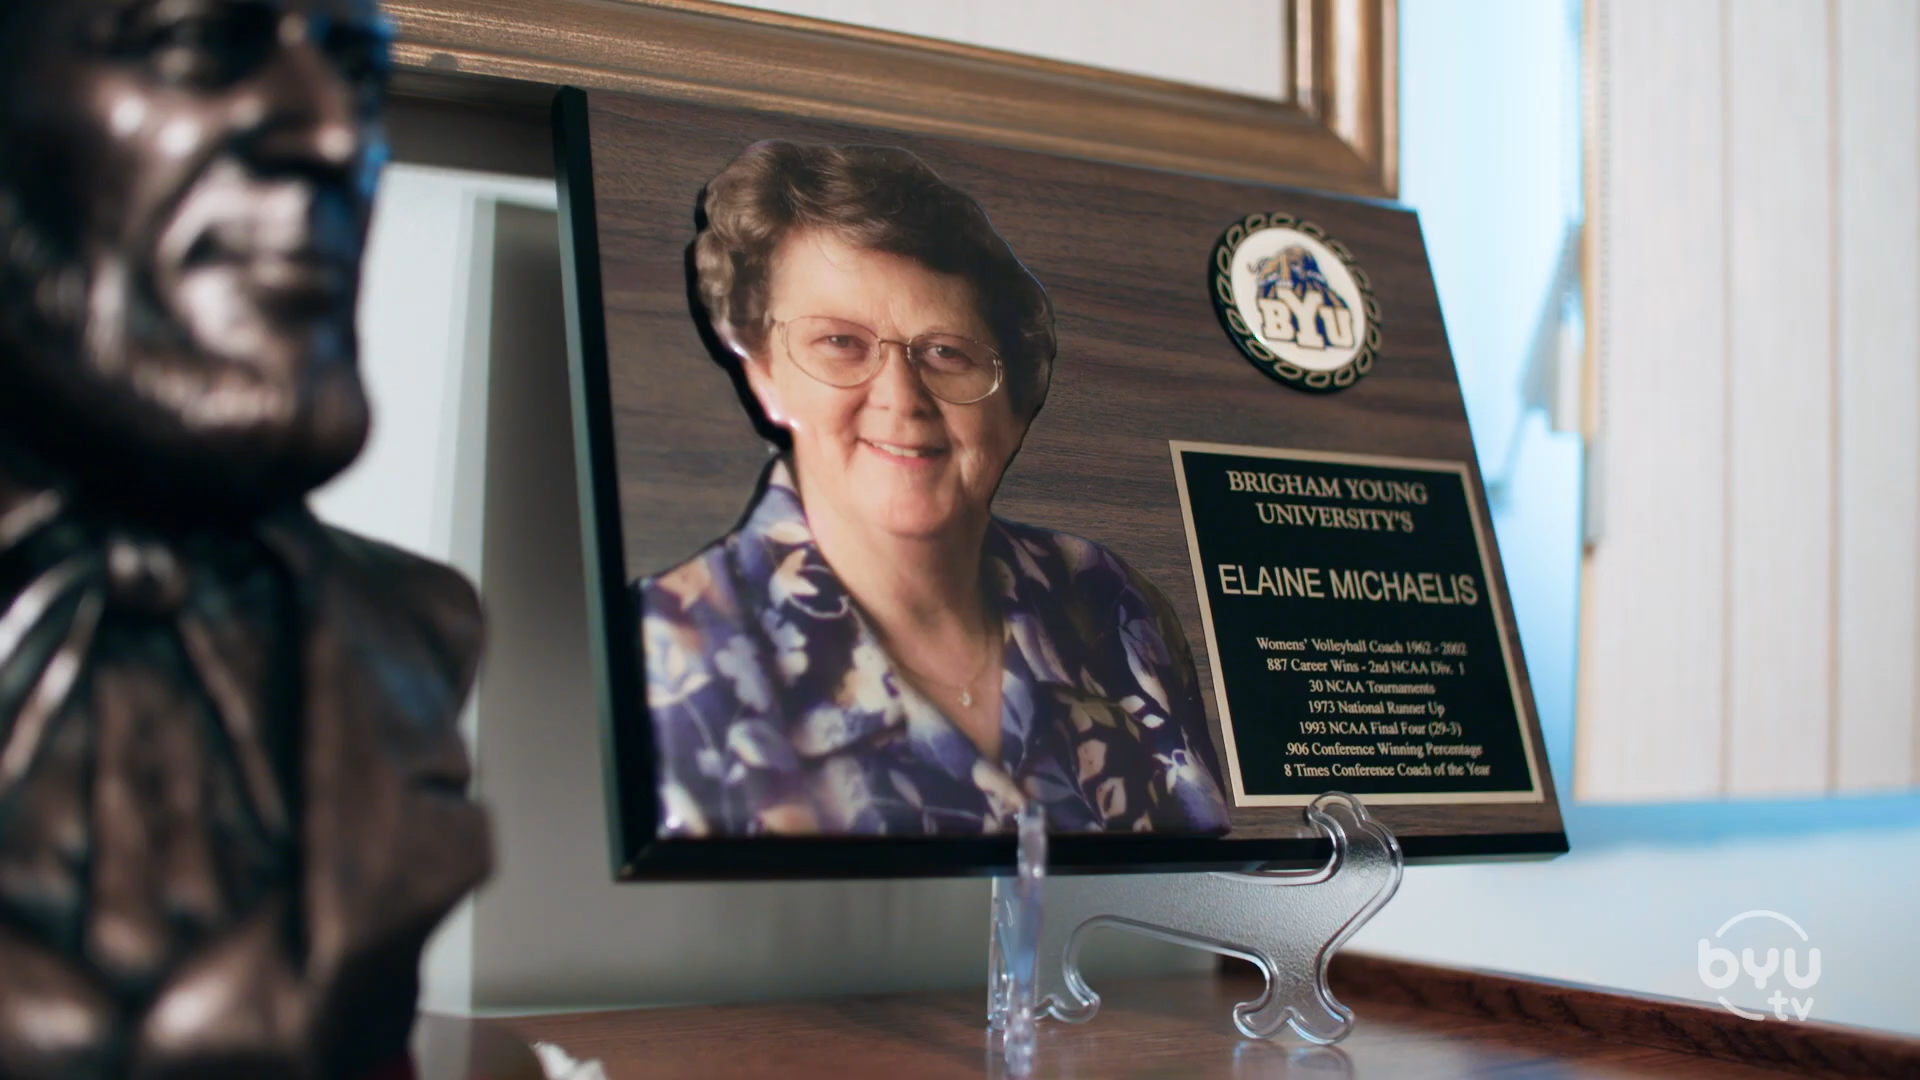 BYU
BRIGHAM YOUNG
UNIVERSITY'S
ELAINE MICHAELIS
Womens' Volleyball Coach 1962 - 2002
887 Career Wins - 2nd NCAA Div. 1
30 NCAA Tournaments
1973 National Runner Up
1993 NCAA Final Four (29-3)
.906 Conference Winning Percentage
8 Times Conference Coach of the Year
byu
tv